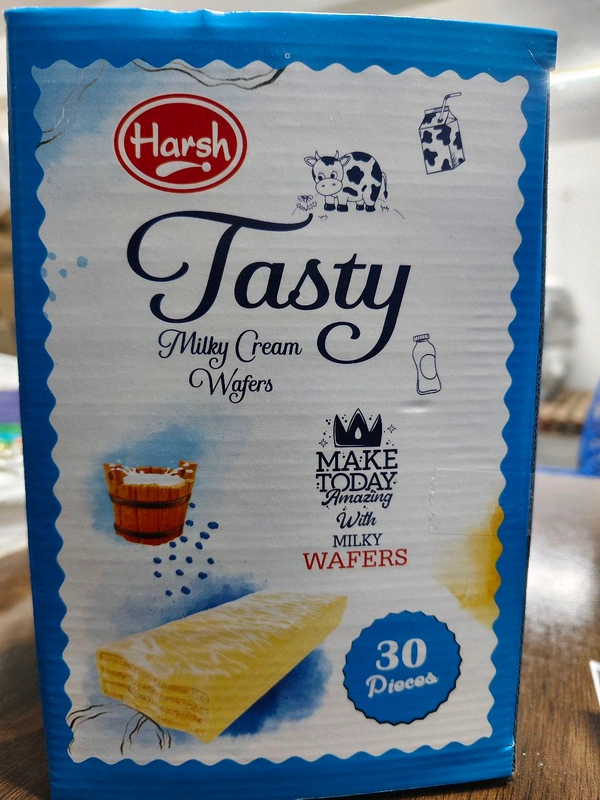 Harsh
Tasty
Milky Cream
Wafers
MAKE
TODAY
Amazing
With
MILKY
WAFERS
30
Pieces